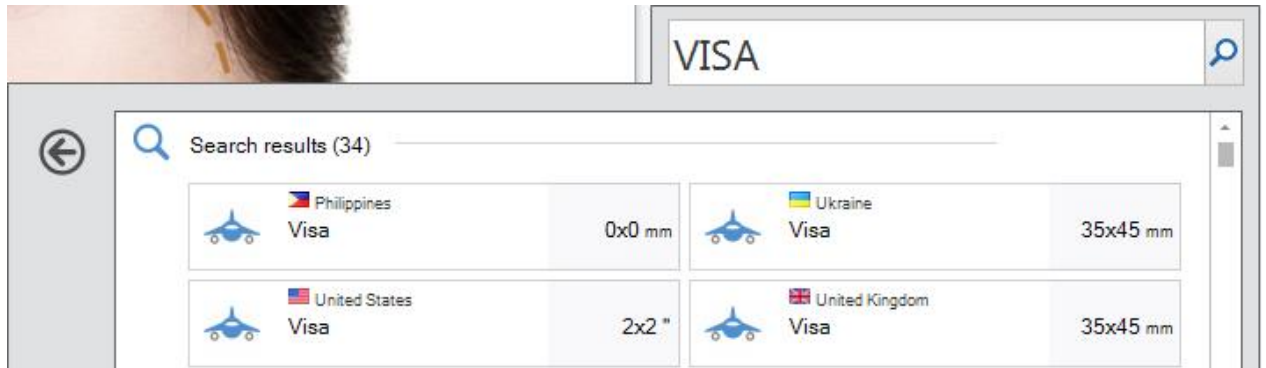 VISA
Search results (34)
Philippines
Visa
0x0 mm
Ukraine
Visa
35x45 mm
United States
Visa
2x2 "
United Kingdom
Visa
35x45 mm